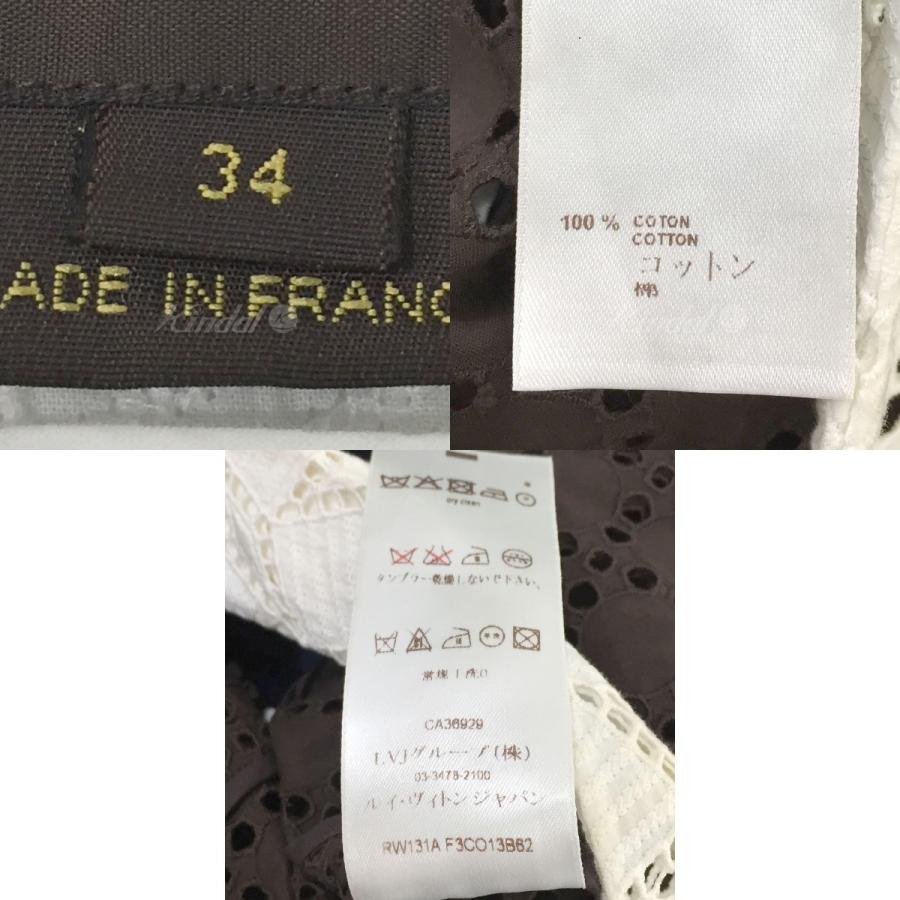 34
ADE IN FRANC
kindal
100 % COTON
COTTON
コットン
棉
Dry clean
タンブラー乾燥しないで下さい。
CA36929
LVJグループ(株)
03-3478-2100
ルイ・ヴィトン ジャパン
RW131A F3CO13B62